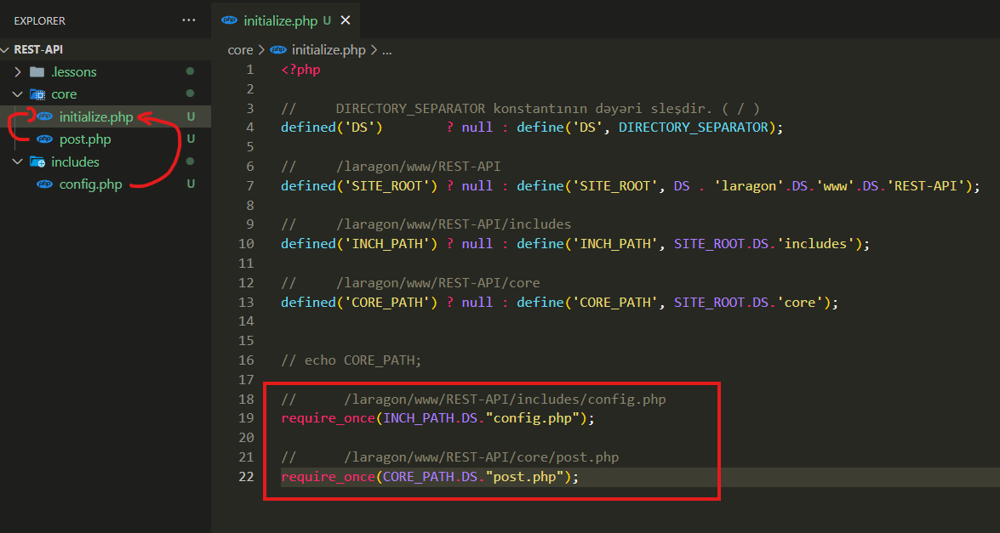 EXPLORER
...
REST-API
.lessons
core
php initialize.php U
php post.php U
includes
php config.php U
php initialize.php U ×
core > php initialize.php > ...
1 <?php
2
3 //     DIRECTORY_SEPARATOR konstantının dəyəri sleşdir. ( / )
4 defined('DS')        ? null : define('DS', DIRECTORY_SEPARATOR);
5
6 //     /laragon/www/REST-API
7 defined('SITE_ROOT') ? null : define('SITE_ROOT', DS . 'laragon'.DS.'www'.DS.'REST-API');
8
9 //     /laragon/www/REST-API/includes
10 defined('INCH_PATH') ? null : define('INCH_PATH', SITE_ROOT.DS.'includes');
11
12 //     /laragon/www/REST-API/core
13 defined('CORE_PATH') ? null : define('CORE_PATH', SITE_ROOT.DS.'core');
14
15
16 // echo CORE_PATH;
17
18 //      /laragon/www/REST-API/includes/config.php
19 require_once(INCH_PATH.DS."config.php");
20
21 //      /laragon/www/REST-API/core/post.php
22 require_once(CORE_PATH.DS."post.php");